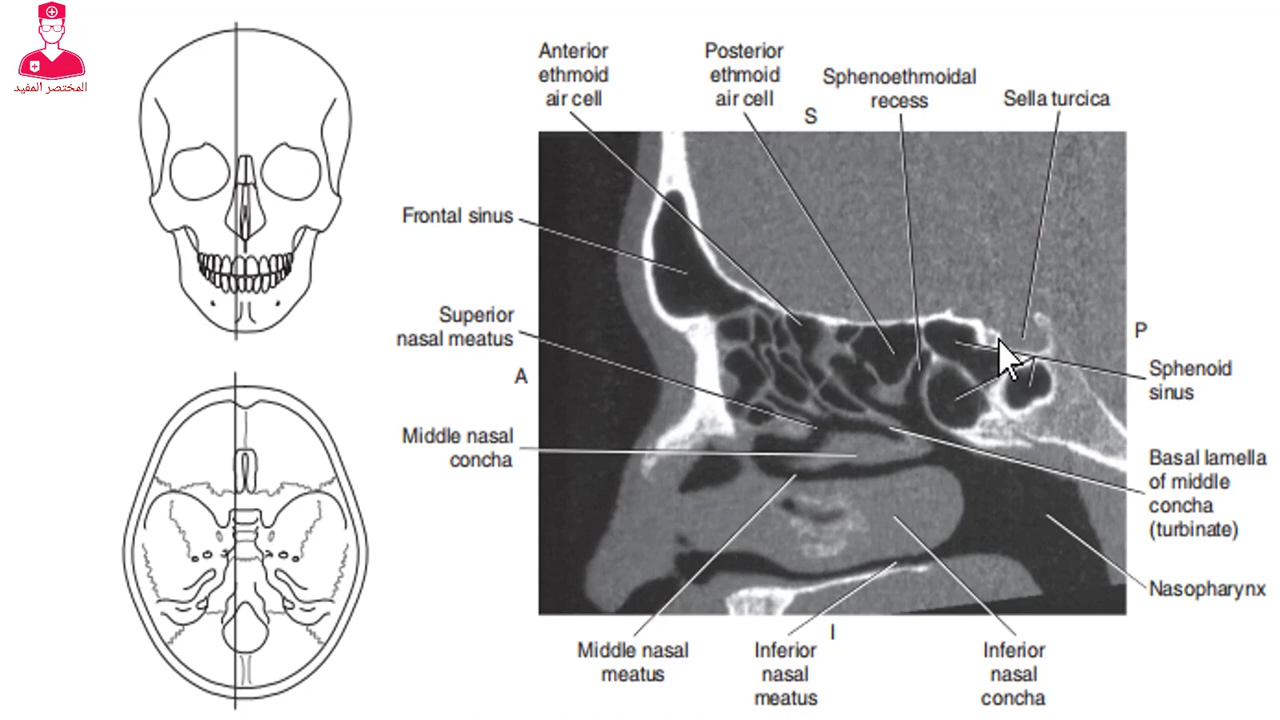 المختصر المفيد
Anterior
ethmoid
air cell
Posterior
ethmoid
air cell
Sphenoethmoidal
recess
Sella turcica
S
Frontal sinus
Superior
nasal meatus
A
Middle nasal
concha
P
Sphenoid
sinus
Basal lamella
of middle
concha
(turbinate)
Nasopharynx
Middle nasal
meatus
Inferior
nasal
meatus
I
Inferior
nasal
concha